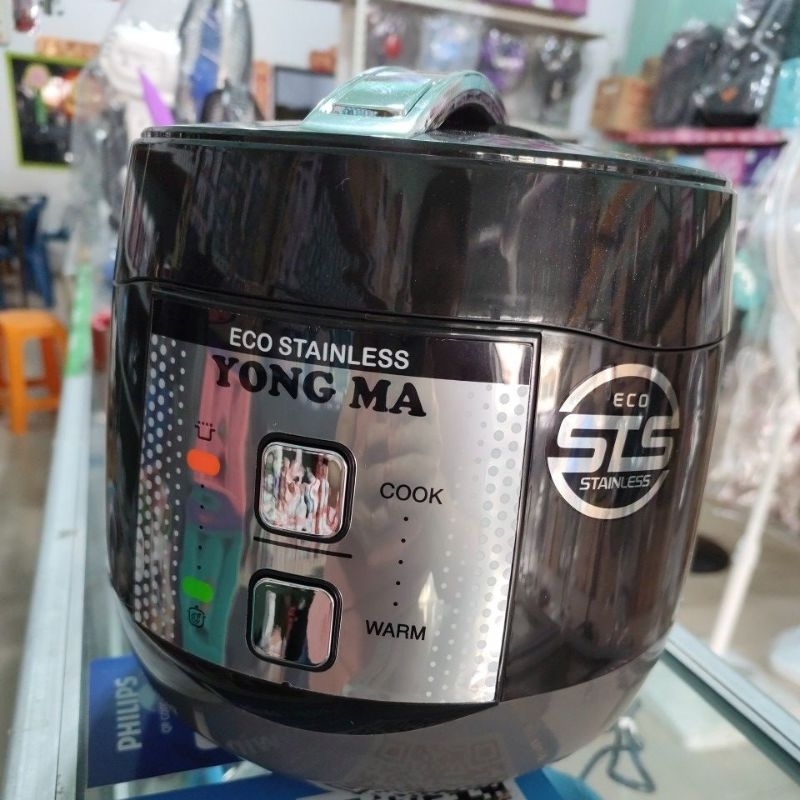 ECO STAINLESS
YONG MA
COOK
WARM
ECO
STS
STAINLESS
PHILIPS